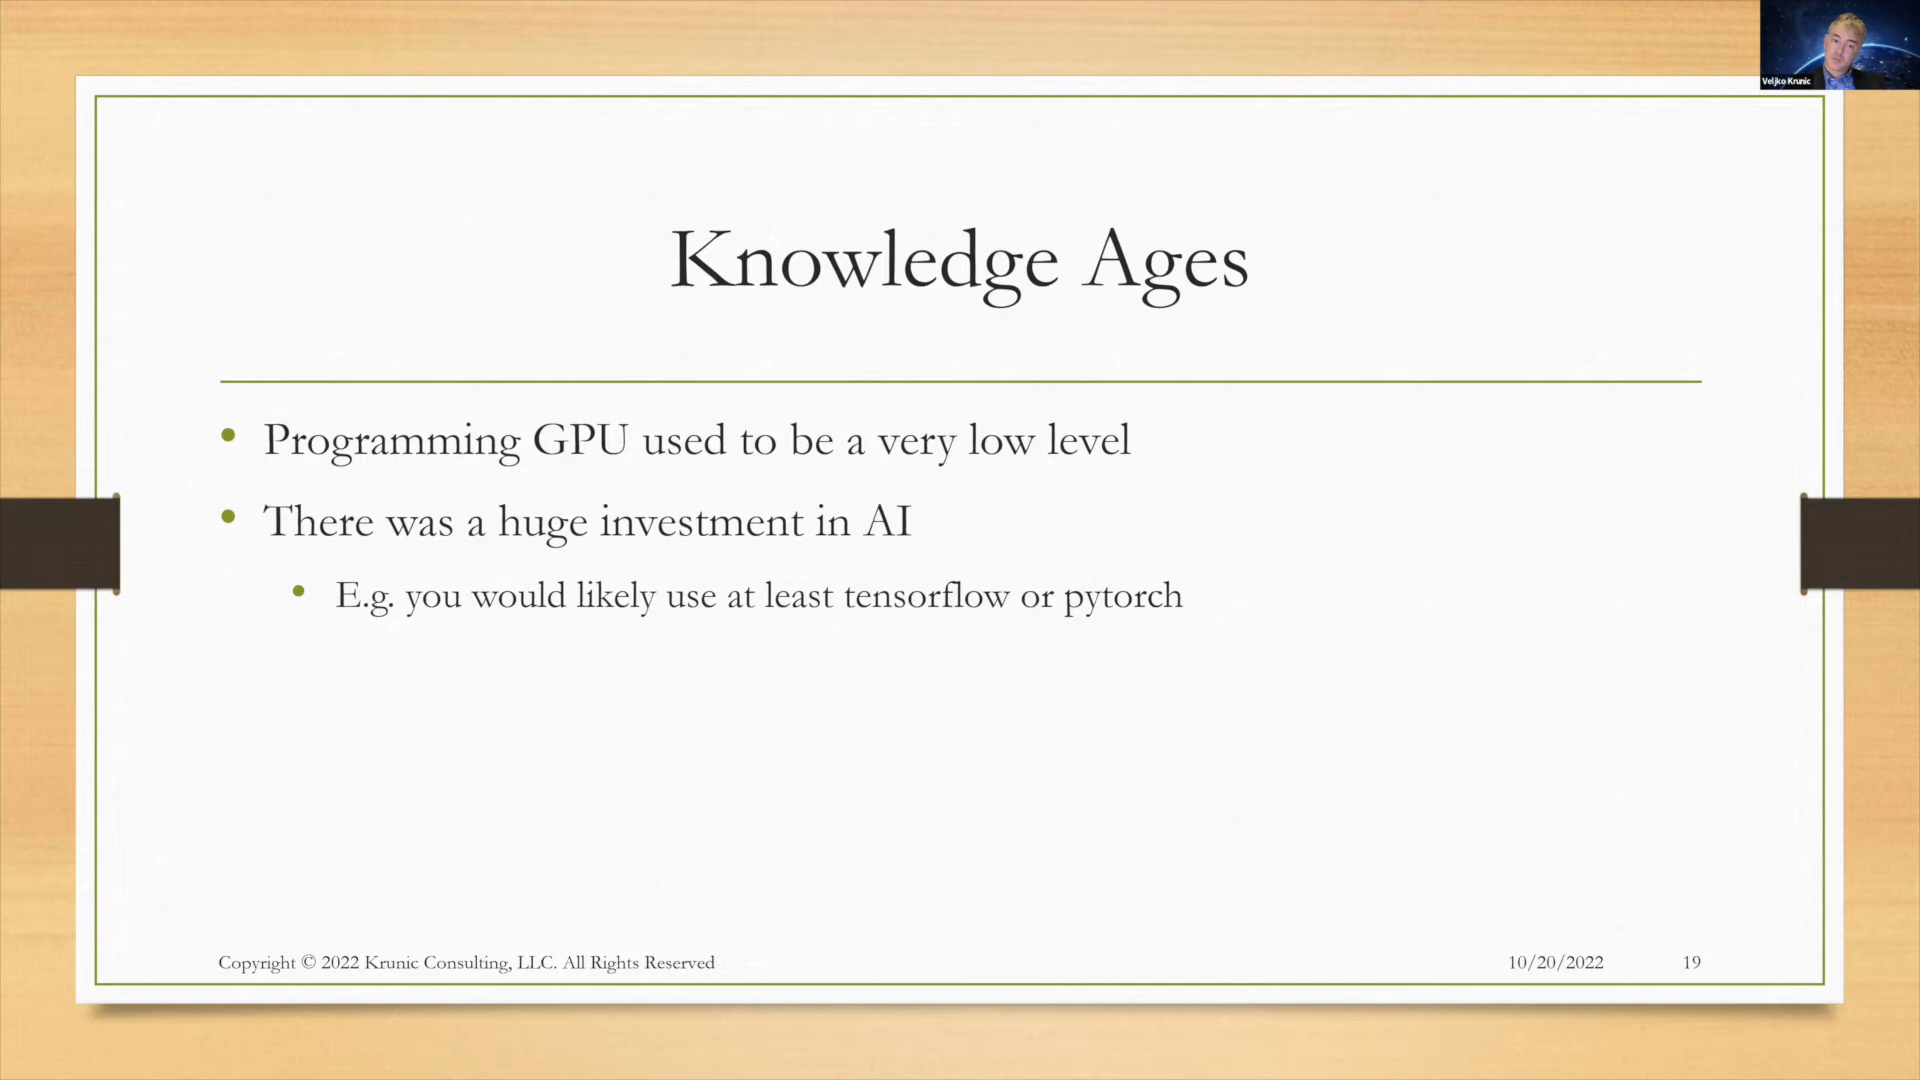 Veljko Krunic
Knowledge Ages
• Programming GPU used to be a very low level
• There was a huge investment in AI
• E.g. you would likely use at least tensorflow or pytorch
Copyright © 2022 Krunic Consulting, LLC. All Rights Reserved
10/20/2022
19